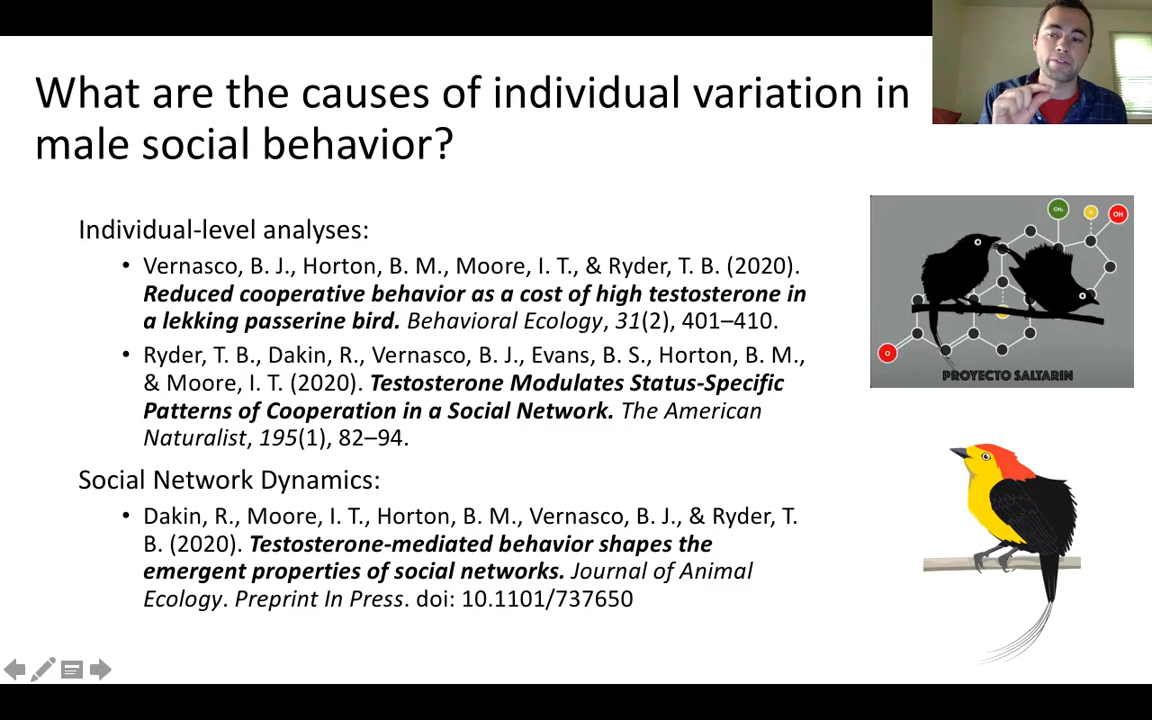 What are the causes of individual variation in
male social behavior?
Individual-level analyses:
• Vernasco, B. J., Horton, B. M., Moore, I. T., & Ryder, T. B. (2020).
Reduced cooperative behavior as a cost of high testosterone in
a lekking passerine bird. Behavioral Ecology, 31(2), 401–410.
• Ryder, T. B., Dakin, R., Vernasco, B. J., Evans, B. S., Horton, B. M.,
& Moore, I. T. (2020). Testosterone Modulates Status-Specific
Patterns of Cooperation in a Social Network. The American
Naturalist, 195(1), 82–94.
Social Network Dynamics:
• Dakin, R., Moore, I. T., Horton, B. M., Vernasco, B. J., & Ryder, T.
B. (2020). Testosterone-mediated behavior shapes the
emergent properties of social networks. Journal of Animal
Ecology. Preprint In Press. doi: 10.1101/737650
CH₃
OH
O
PROYECTO SALTARIN